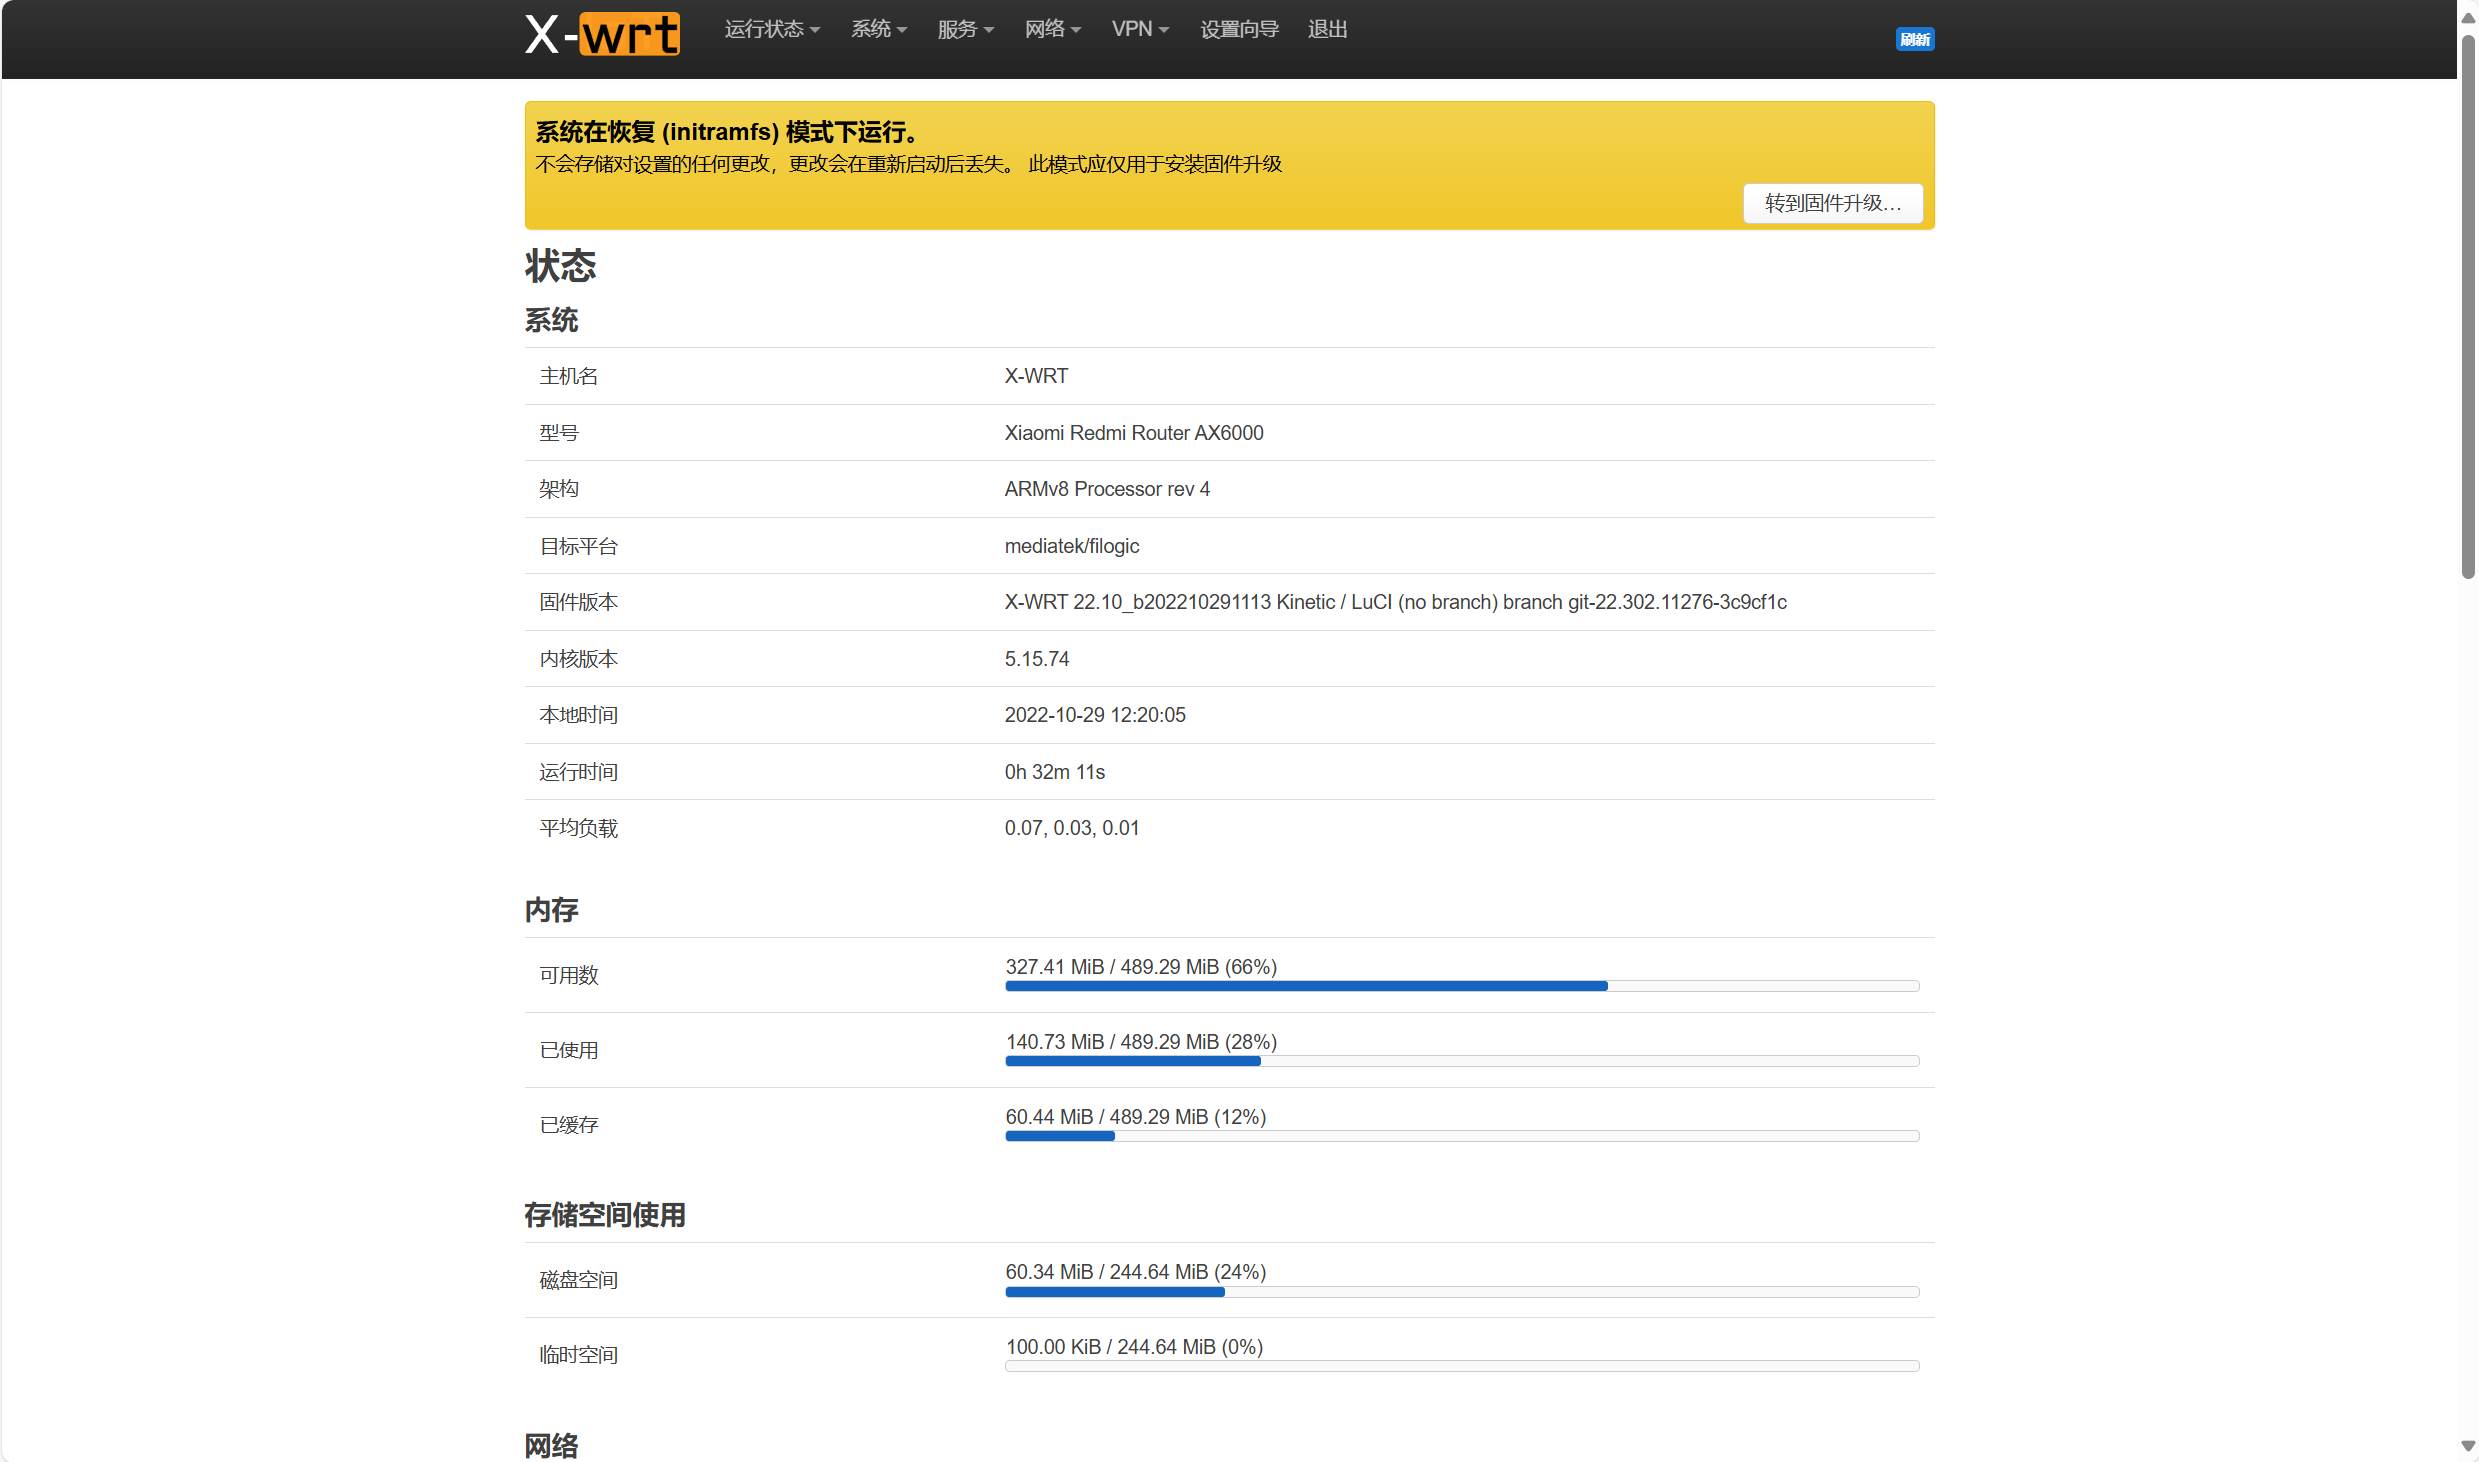 X-wrt 运行状态 系统 服务 网络 VPN 设置向导 退出 刷新
系统在恢复 (initramfs) 模式下运行。
不会存储对设置的任何更改，更改会在重新启动后丢失。 此模式应仅用于安装固件升级
转到固件升级...
状态
系统
主机名 X-WRT
型号 Xiaomi Redmi Router AX6000
架构 ARMv8 Processor rev 4
目标平台 mediatek/filogic
固件版本 X-WRT 22.10_b202210291113 Kinetic / LuCI (no branch) branch git-22.302.11276-3c9cf1c
内核版本 5.15.74
本地时间 2022-10-29 12:20:05
运行时间 0h 32m 11s
平均负载 0.07, 0.03, 0.01
内存
可用数 327.41 MiB / 489.29 MiB (66%)
已使用 140.73 MiB / 489.29 MiB (28%)
已缓存 60.44 MiB / 489.29 MiB (12%)
存储空间使用
磁盘空间 60.34 MiB / 244.64 MiB (24%)
临时空间 100.00 KiB / 244.64 MiB (0%)
网络